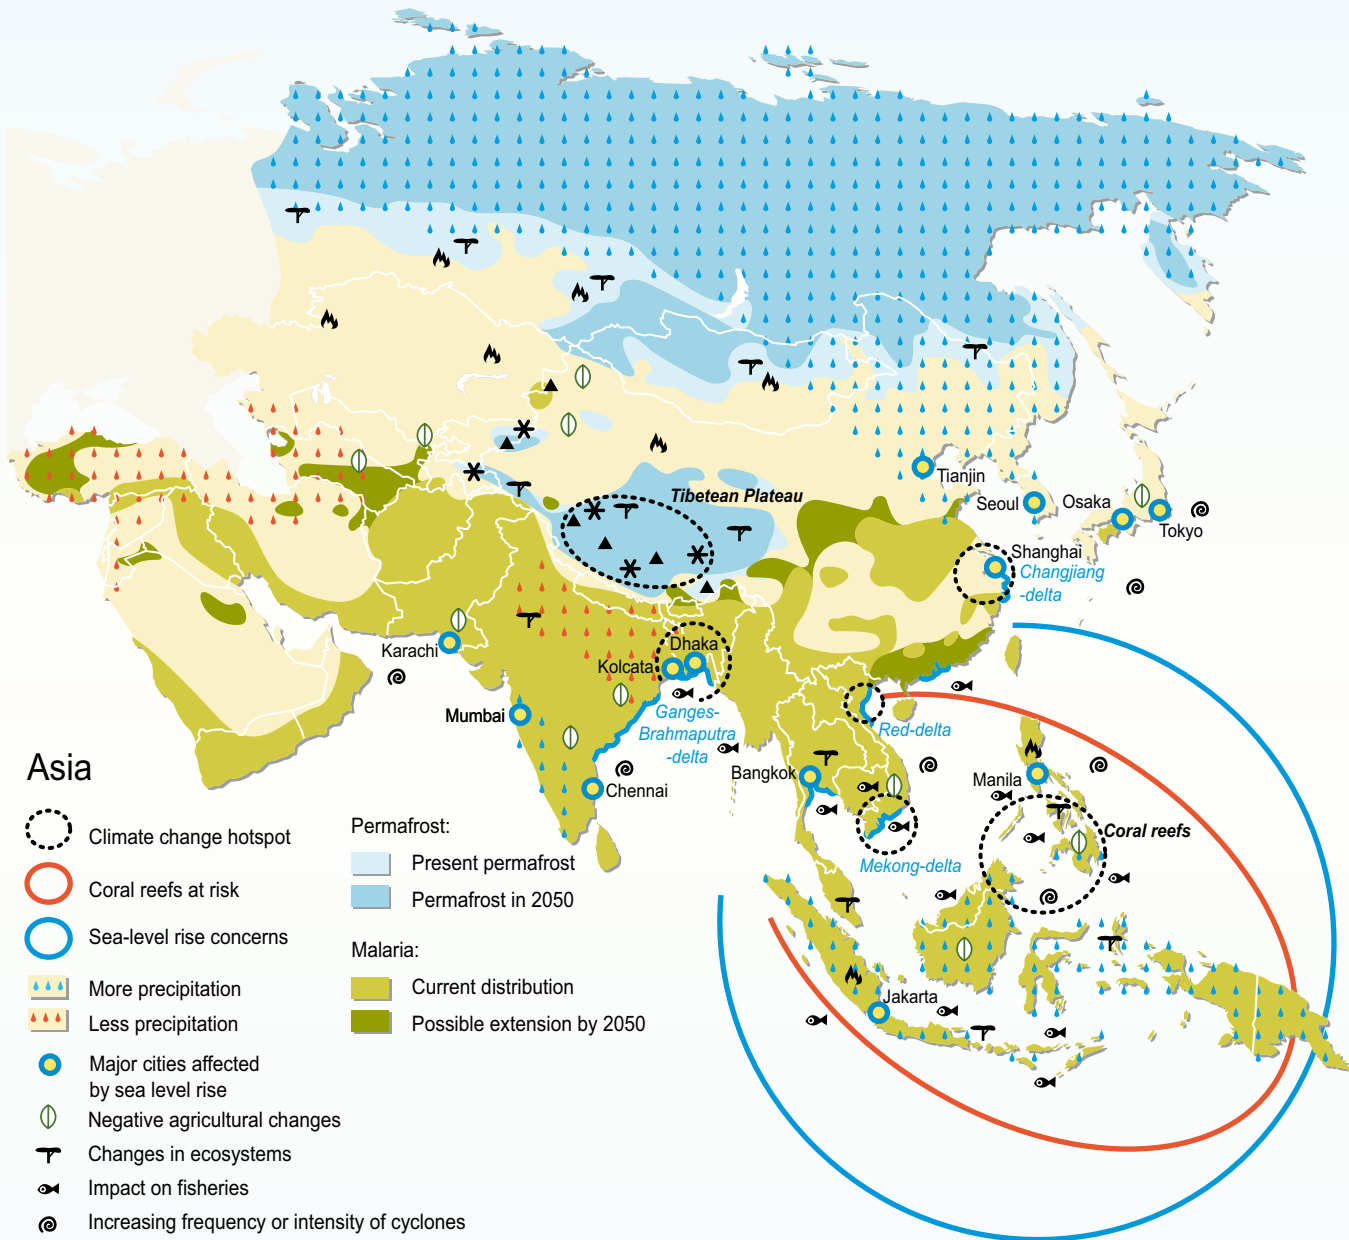 Tibetean Plateau
Tianjin
Seoul
Osaka
Tokyo
Shanghai
Changjiang
-delta
Karachi
Dhaka
Kolcata
Mumbai
Ganges-
Brahmaputra
-delta
Red-delta
Bangkok
Manila
Chennai
Coral reefs
Mekong-delta
Jakarta
Asia
Climate change hotspot
Coral reefs at risk
Sea-level rise concerns
More precipitation
Less precipitation
Major cities affected
by sea level rise
Negative agricultural changes
Changes in ecosystems
Impact on fisheries
Increasing frequency or intensity of cyclones
Permafrost:
Present permafrost
Permafrost in 2050
Malaria:
Current distribution
Possible extension by 2050